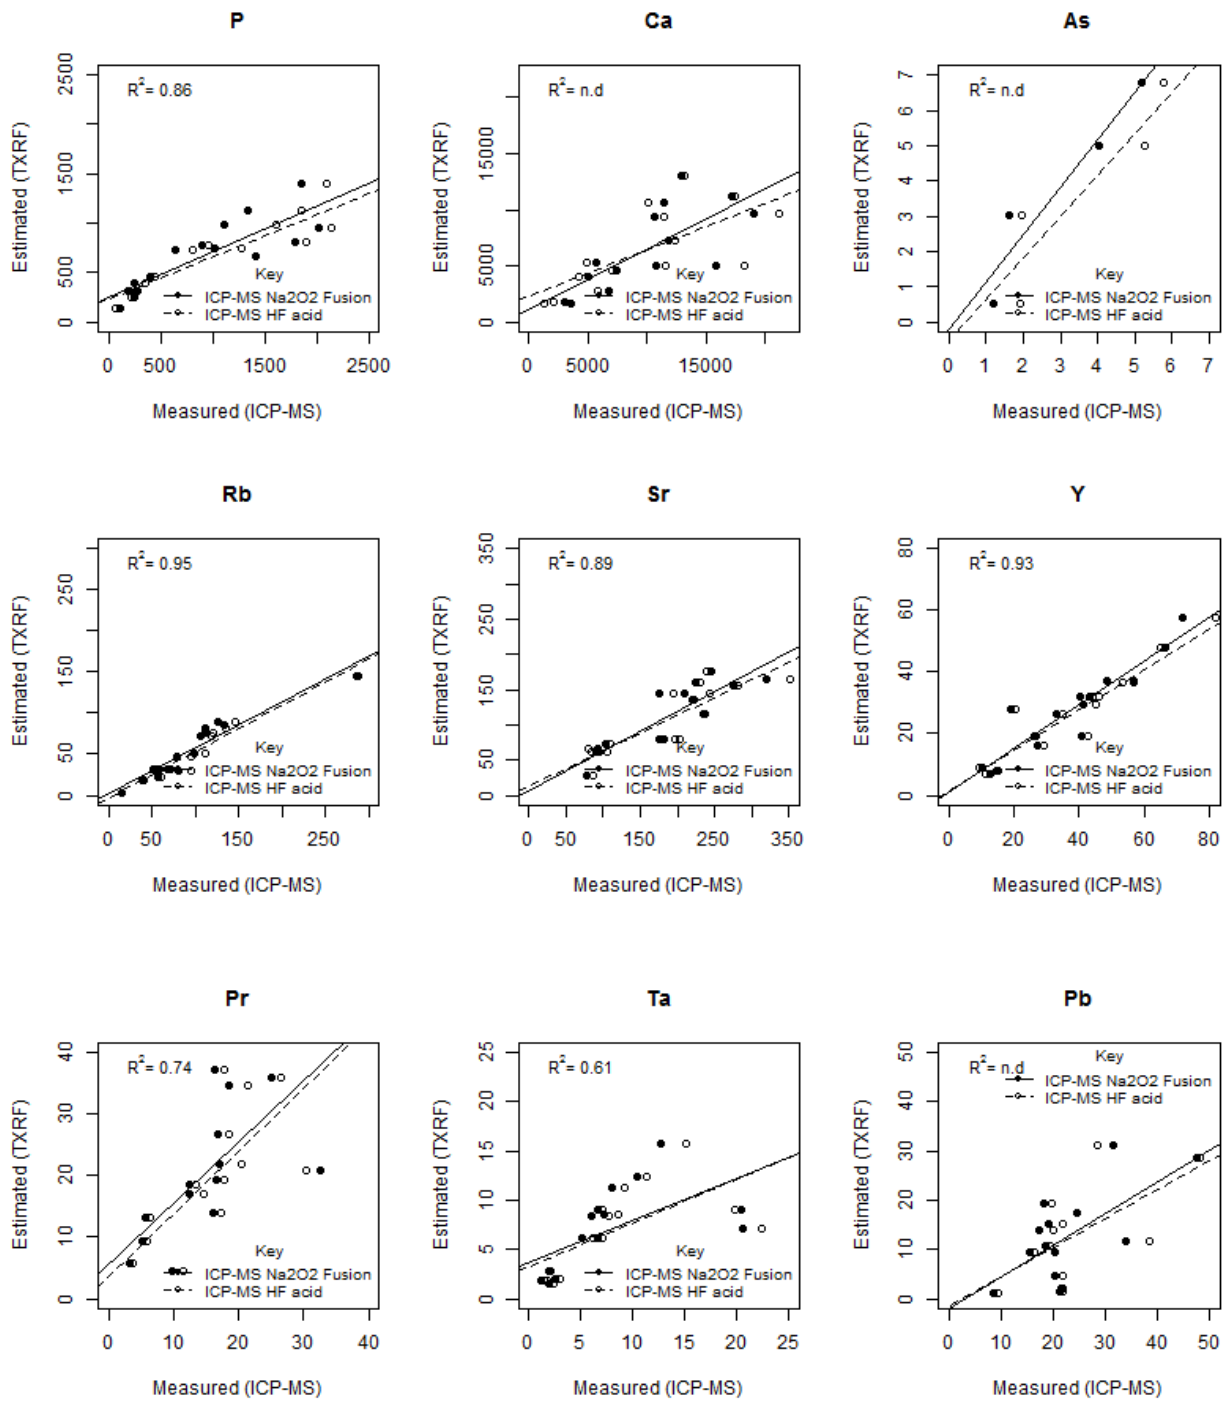 P
R2= 0.86
Estimated (TXRF)
0 500 1500 2500
Key
ICP-MS Na2O2 Fusion
ICP-MS HF acid
0 500 1500 2500
Measured (ICP-MS)
Ca
R2= n.d
Estimated (TXRF)
0 5000 15000
Key
ICP-MS Na2O2 Fusion
ICP-MS HF acid
0 5000 15000
Measured (ICP-MS)
As
R2= n.d
Estimated (TXRF)
0 1 2 3 4 5 6 7
Key
ICP-MS Na2O2 Fusion
ICP-MS HF acid
0 1 2 3 4 5 6 7
Measured (ICP-MS)
Rb
R2= 0.95
Estimated (TXRF)
0 50 150 250
Key
ICP-MS Na2O2 Fusion
ICP-MS HF acid
0 50 150 250
Measured (ICP-MS)
Sr
R2= 0.89
Estimated (TXRF)
0 50 150 250 350
Key
ICP-MS Na2O2 Fusion
ICP-MS HF acid
0 50 150 250 350
Measured (ICP-MS)
Y
R2= 0.93
Estimated (TXRF)
0 20 40 60 80
Key
ICP-MS Na2O2 Fusion
ICP-MS HF acid
0 20 40 60 80
Measured (ICP-MS)
Pr
R2= 0.74
Estimated (TXRF)
0 10 20 30 40
Key
ICP-MS Na2O2 Fusion
ICP-MS HF acid
0 10 20 30 40
Measured (ICP-MS)
Ta
R2= 0.61
Estimated (TXRF)
0 5 10 15 20 25
Key
ICP-MS Na2O2 Fusion
ICP-MS HF acid
0 5 10 15 20 25
Measured (ICP-MS)
Pb
R2= n.d
Estimated (TXRF)
0 10 20 30 40 50
Key
ICP-MS Na2O2 Fusion
ICP-MS HF acid
0 10 20 30 40 50
Measured (ICP-MS)